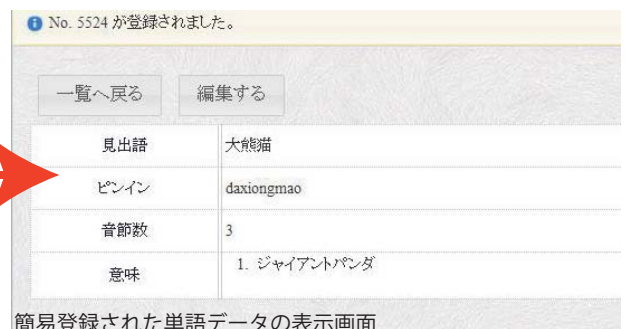 No. 5524 が登録されました。
一覧へ戻る 編集する
見出語 大熊猫
ピンイン daxiongmao
音節数 3
意味 1. ジャイアントパンダ
簡易登録された単語データの表示画面